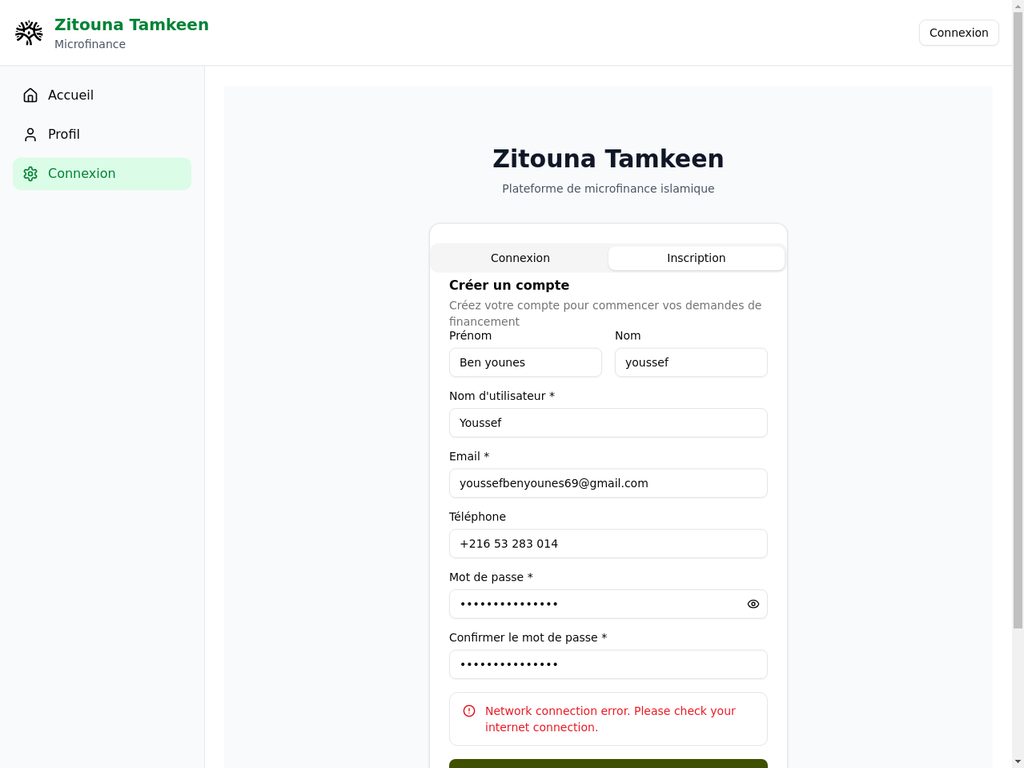 Zitouna Tamkeen
Microfinance
Connexion
Accueil
Profil
Connexion
Zitouna Tamkeen
Plateforme de microfinance islamique
Connexion
Inscription
Créer un compte
Créez votre compte pour commencer vos demandes de
financement
Prénom
Nom
Ben younes
youssef
Nom d'utilisateur *
Youssef
Email *
youssefbenyounes69@gmail.com
Téléphone
+216 53 283 014
Mot de passe *
•••••••••••••••
Confirmer le mot de passe *
•••••••••••••••
Network connection error. Please check your
internet connection.